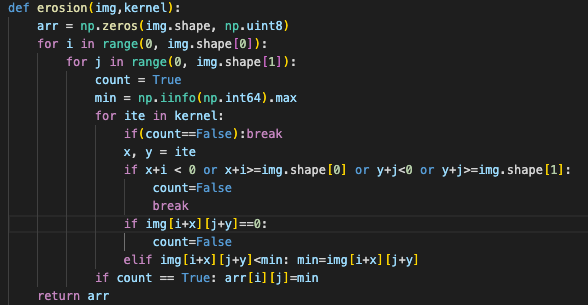 def erosion(img,kernel):
    arr = np.zeros(img.shape, np.uint8)
    for i in range(0, img.shape[0]):
        for j in range(0, img.shape[1]):
            count = True
            min = np.iinfo(np.int64).max
            for ite in kernel:
                if(count==False):break
                x, y = ite
                if x+i < 0 or x+i>=img.shape[0] or y+j<0 or y+j>=img.shape[1]:
                    count=False
                    break
                if img[i+x][j+y]==0:
                    count=False
                elif img[i+x][j+y]<min: min=img[i+x][j+y]
            if count == True: arr[i][j]=min
    return arr